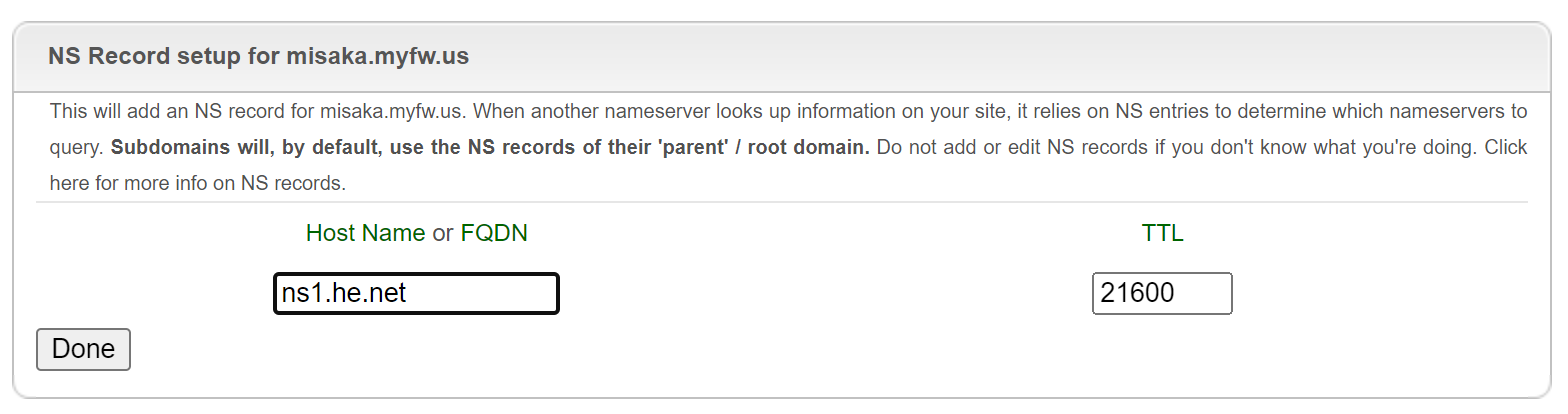 NS Record setup for misaka.myfw.us
This will add an NS record for misaka.myfw.us. When another nameserver looks up information on your site, it relies on NS entries to determine which nameservers to
query. Subdomains will, by default, use the NS records of their 'parent' / root domain. Do not add or edit NS records if you don't know what you're doing. Click
here for more info on NS records.
Host Name or FQDN TTL
ns1.he.net 21600
Done